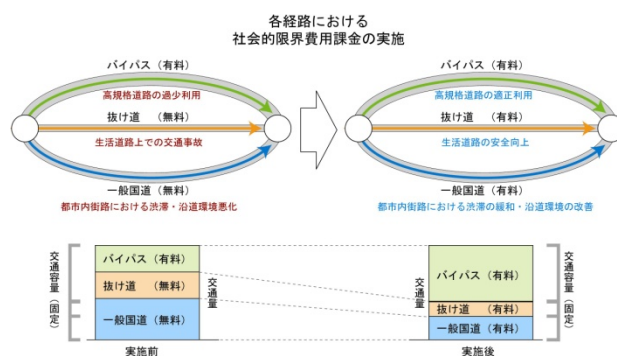 各経路における
社会的限界費用課金の実施
バイパス（有料）
高規格道路の過少利用
抜け道　（無料）
生活道路上での交通事故
一般国道（無料）
都市内街路における渋滞・沿道環境悪化
バイパス（有料）
高規格道路の適正利用
抜け道　（有料）
生活道路の安全向上
一般国道（有料）
都市内街路における渋滞の緩和・沿道環境の改善
交通容量（固定）
バイパス（有料）
抜け道　（無料）
一般国道（無料）
交通量
実施前
交通量
バイパス（有料）
抜け道　（有料）
一般国道（有料）
交通容量（固定）
実施後